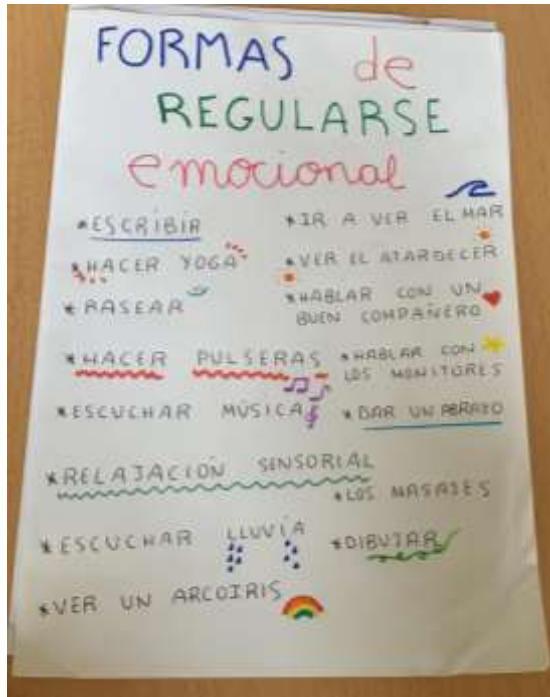 FORMAS de
REGULARSE
emocional
*ESCRIBIR
*HACER YOGA
*PASEAR
*HACER PULSERAS
*ESCUCHAR MÚSICA
*RELAJACIÓN SENSORIAL
*ESCUCHAR LLUVÍA
*VER UN ARCOIRIS
*IR A VER EL MAR
*VER EL ATARDECER
*HABLAR CON UN
BUEN COMPAÑERO
*HABLAR CON
LOS MONITORES
*DAR UN ABRAZO
*LOS MASAJES
*DIBUJAR